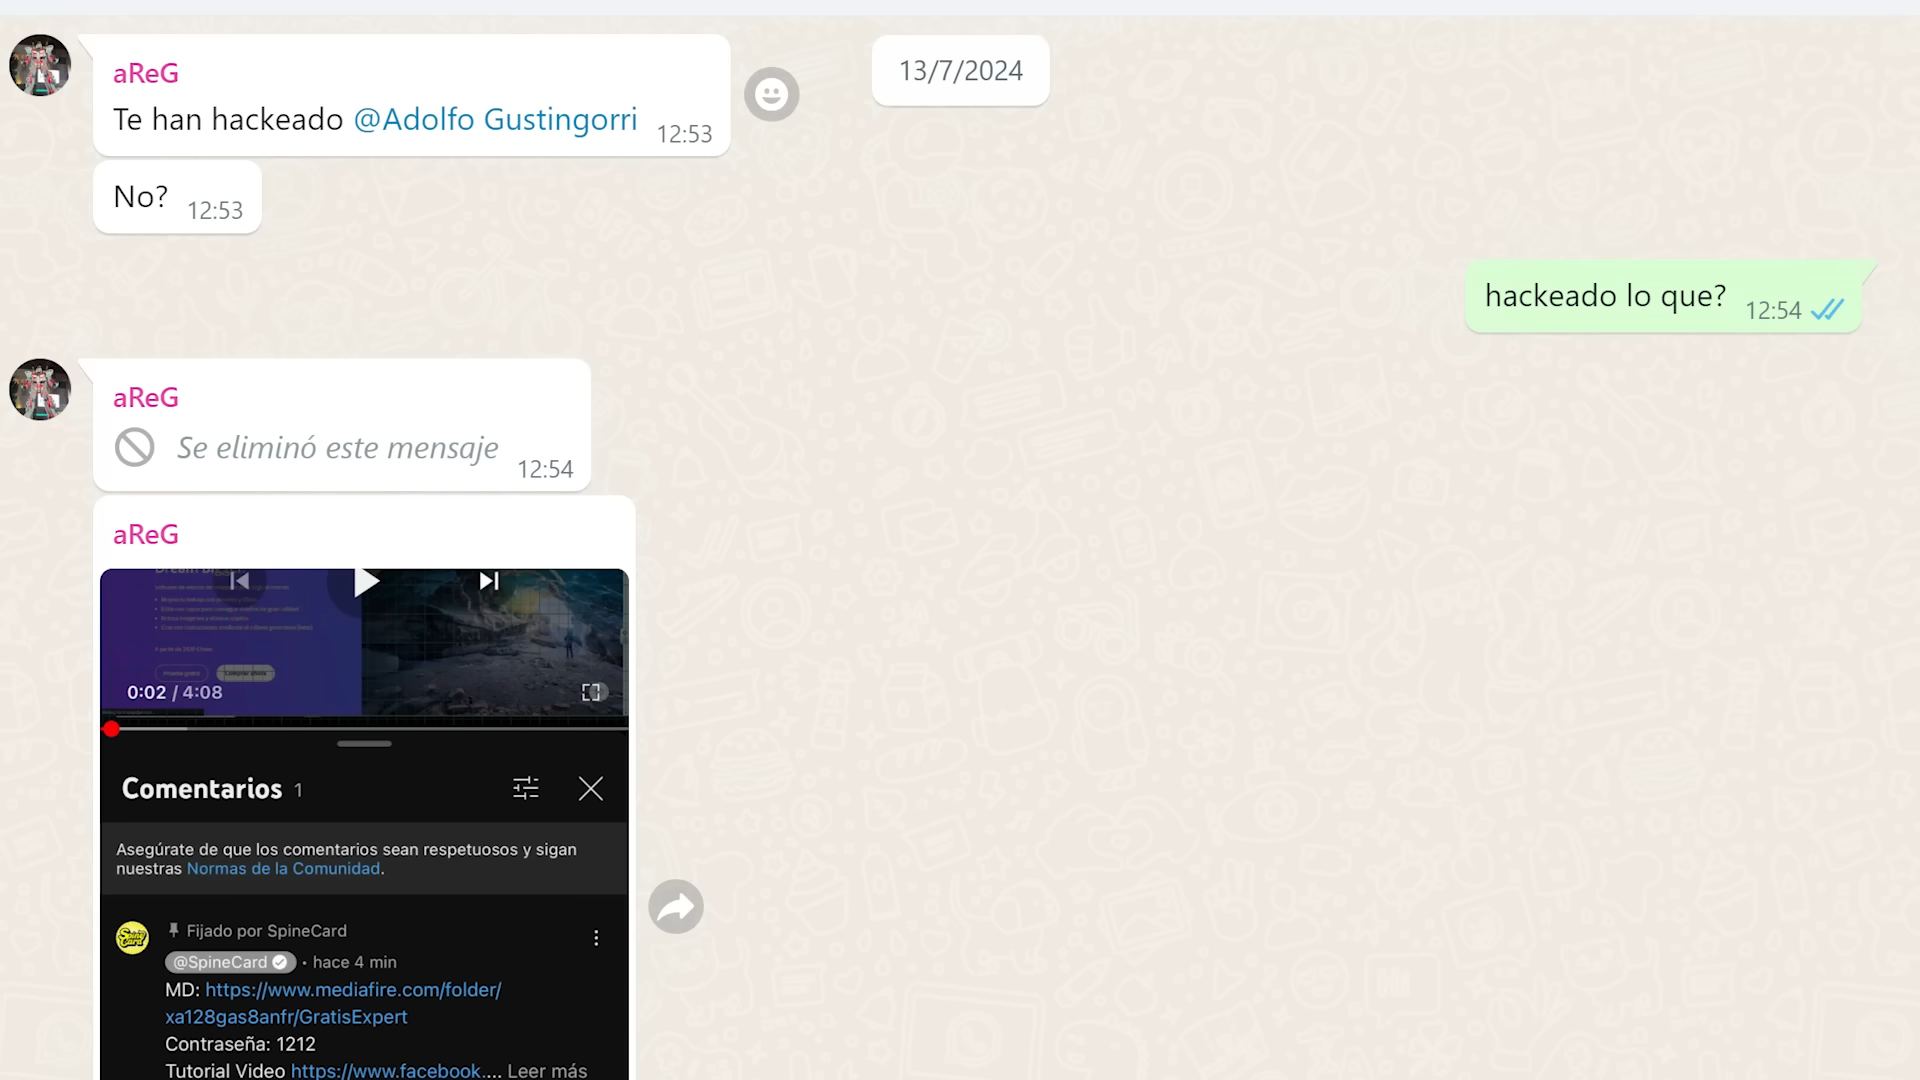 13/7/2024
aReG
Te han hackeado @Adolfo Gustingorri 12:53
No? 12:53
hackeado lo que? 12:54
aReG
Se eliminó este mensaje 12:54
aReG
0:02 / 4:08
Comentarios 1
Asegúrate de que los comentarios sean respetuosos y sigan
nuestras Normas de la Comunidad.
Fijado por SpineCard
@SpineCard · hace 4 min
MD: https://www.mediafire.com/folder/
xa128gas8anfr/GratisExpert
Contraseña: 1212
Tutorial Video https://www.facebook.... Leer más